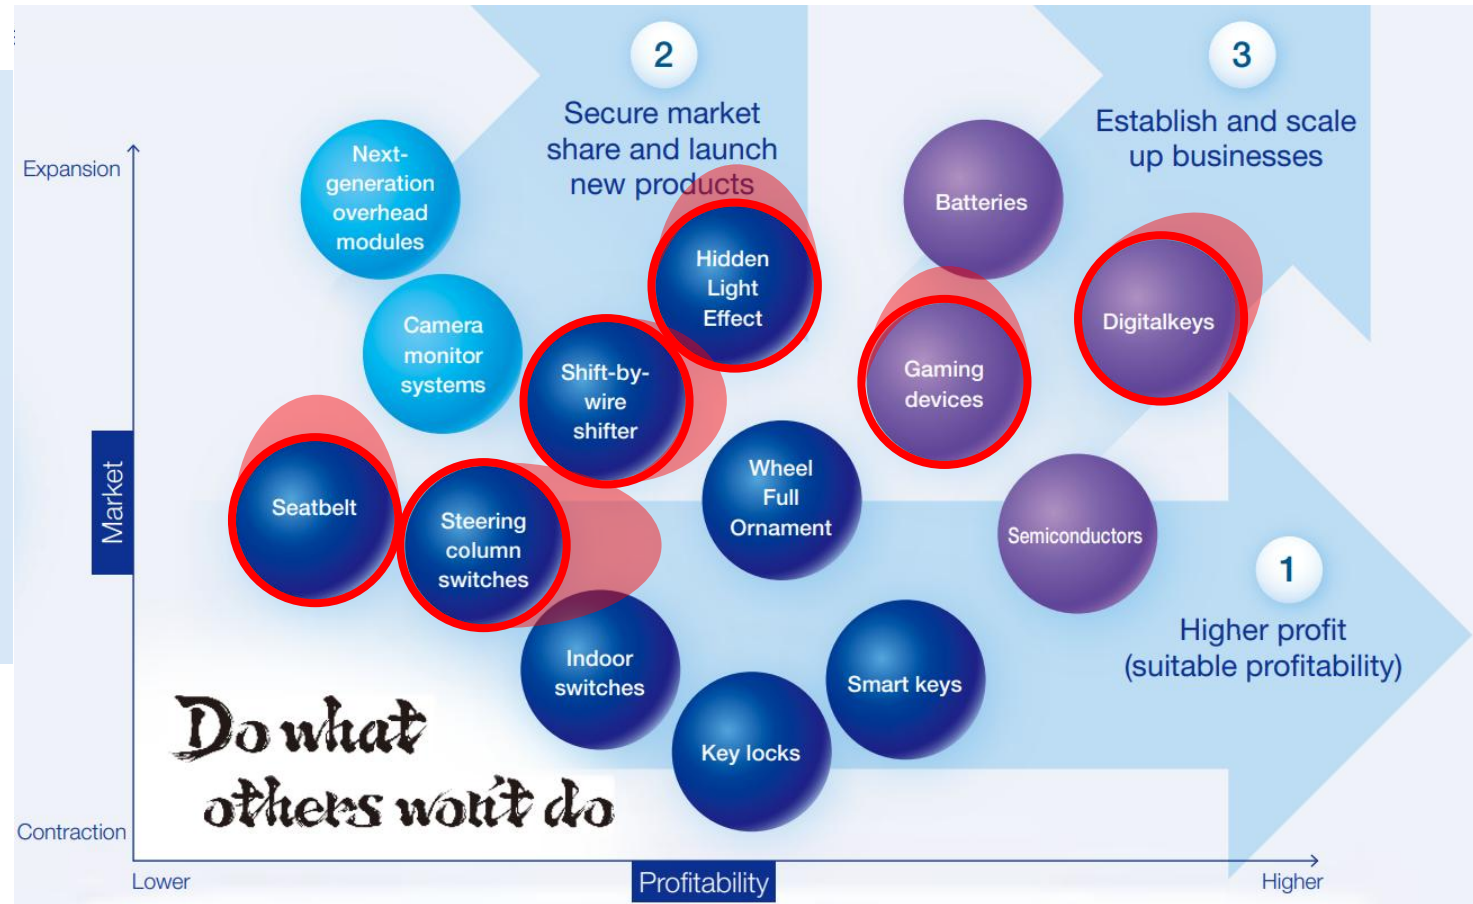 2
Secure market
share and launch
new products
3
Establish and scale
up businesses
Expansion
Next-
generation
overhead
modules
Batteries
Hidden
Light
Effect
Camera
monitor
systems
Digitalkeys
Shift-by-
wire
shifter
Gaming
devices
Market
Seatbelt
Steering
column
switches
Wheel
Full
Ornament
Semiconductors
1
Higher profit
(suitable profitability)
Indoor
switches
Smart keys
Key locks
Do what
others won't do
Contraction
Lower
Profitability
Higher